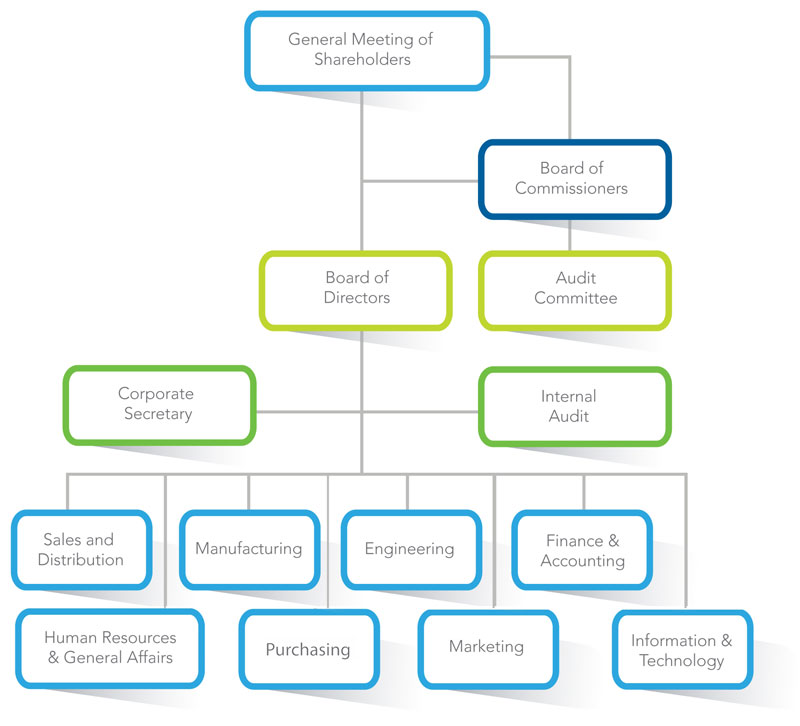 General Meeting of
Shareholders
Board of
Commissioners
Board of
Directors
Audit
Committee
Corporate
Secretary
Internal
Audit
Sales and
Distribution
Manufacturing
Engineering
Finance &
Accounting
Human Resources
& General Affairs
Purchasing
Marketing
Information &
Technology